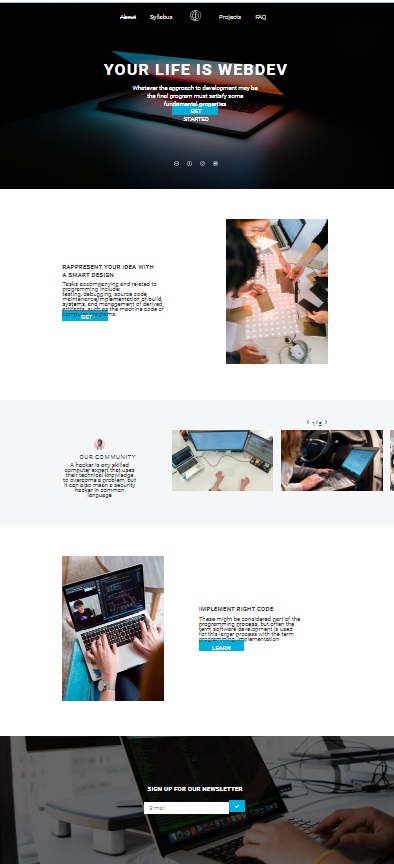 About Syllabus Projects FAQ
YOUR LIFE IS WEBDEV
Whatever the approach to development may be
the final program must satisfy some
fundamental properties
GET
STARTED
RAPPRESENT YOUR IDEA WITH
A SMART DESIGN
Tasks accompanying and related to
programming include:
testing, debugging, source code
maintenance,implementation of build,
systems, and management of derived
artifacts, such as the machine code of
computer programs.
GET
1 / 5
OUR COMMUNITY
A hacker is any skilled
computer expert that uses
their technical knowledge
to overcome a problem, but
it can also mean a security
hacker in common
language
IMPLEMENT RIGHT CODE
These might be considered part of the
programming process, but often the
term software development is used
for this larger process with the term
programming, implementation
LEARN
SIGN UP FOR OUR NEWSLETTER
Email